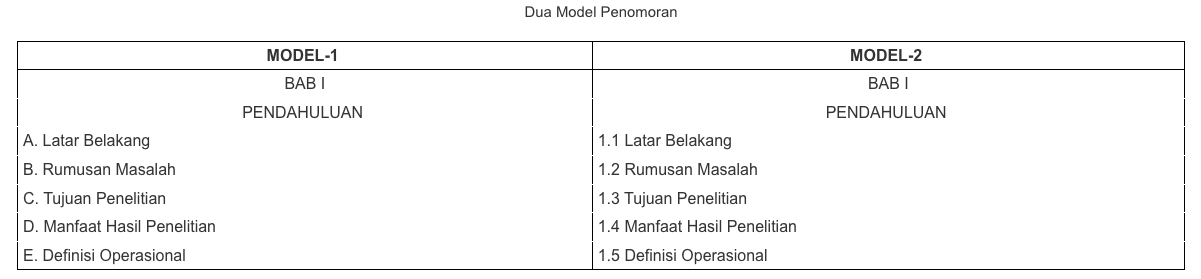 Dua Model Penomoran
MODEL-1 MODEL-2
BAB I BAB I
PENDAHULUAN PENDAHULUAN
A. Latar Belakang 1.1 Latar Belakang
B. Rumusan Masalah 1.2 Rumusan Masalah
C. Tujuan Penelitian 1.3 Tujuan Penelitian
D. Manfaat Hasil Penelitian 1.4 Manfaat Hasil Penelitian
E. Definisi Operasional 1.5 Definisi Operasional